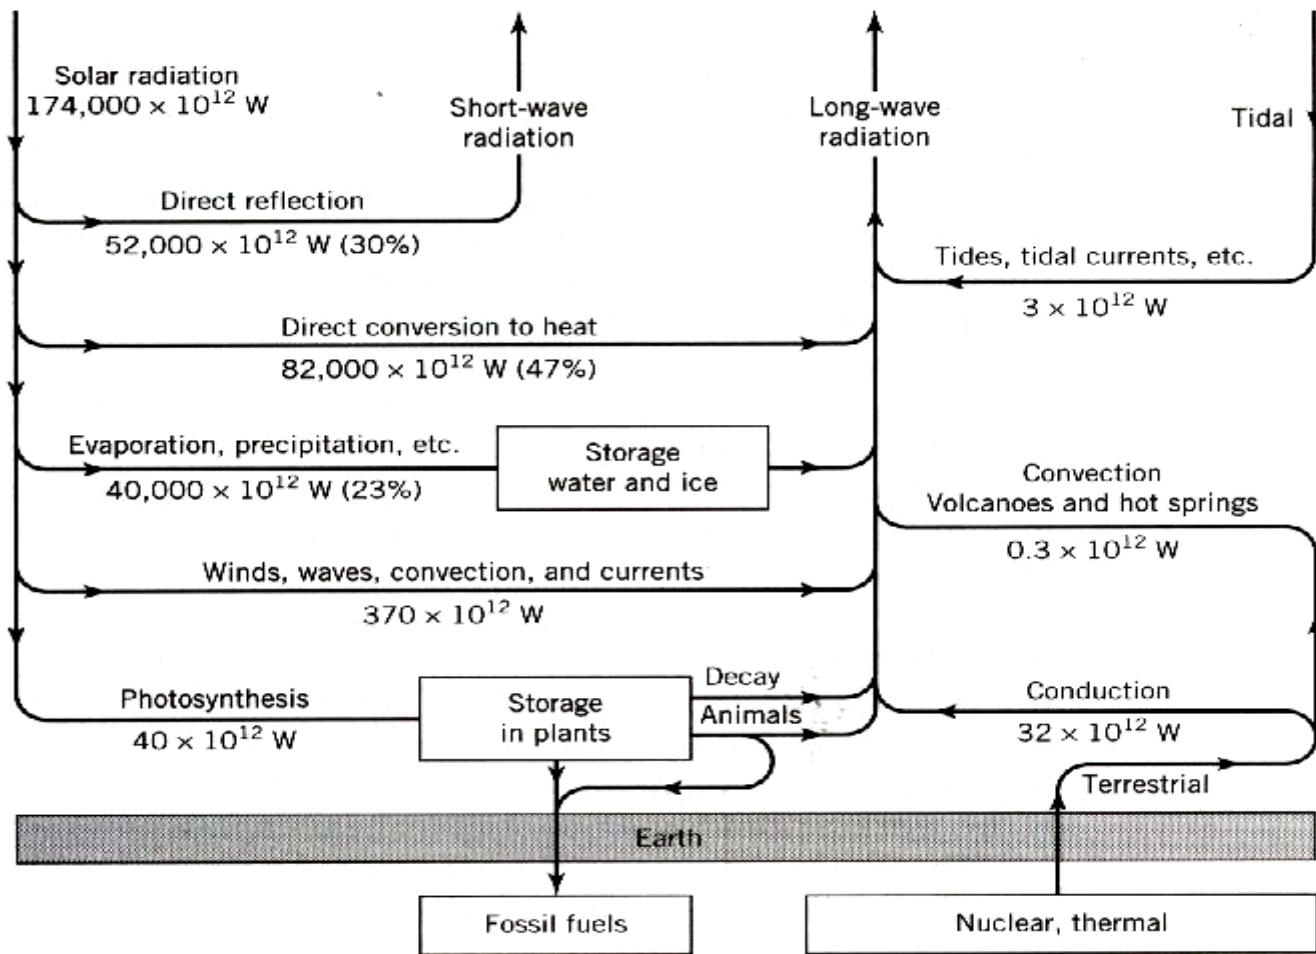 Solar radiation
174,000 × 10¹² W
Short-wave
radiation
Long-wave
radiation
Tidal
Direct reflection
52,000 × 10¹² W (30%)
Tides, tidal currents, etc.
3 × 10¹² W
Direct conversion to heat
82,000 × 10¹² W (47%)
Evaporation, precipitation, etc.
40,000 × 10¹² W (23%)
Storage
water and ice
Convection
Volcanoes and hot springs
0.3 × 10¹² W
Winds, waves, convection, and currents
370 × 10¹² W
Photosynthesis
40 × 10¹² W
Storage
in plants
Decay
Animals
Conduction
32 × 10¹² W
Terrestrial
Earth
Fossil fuels
Nuclear, thermal